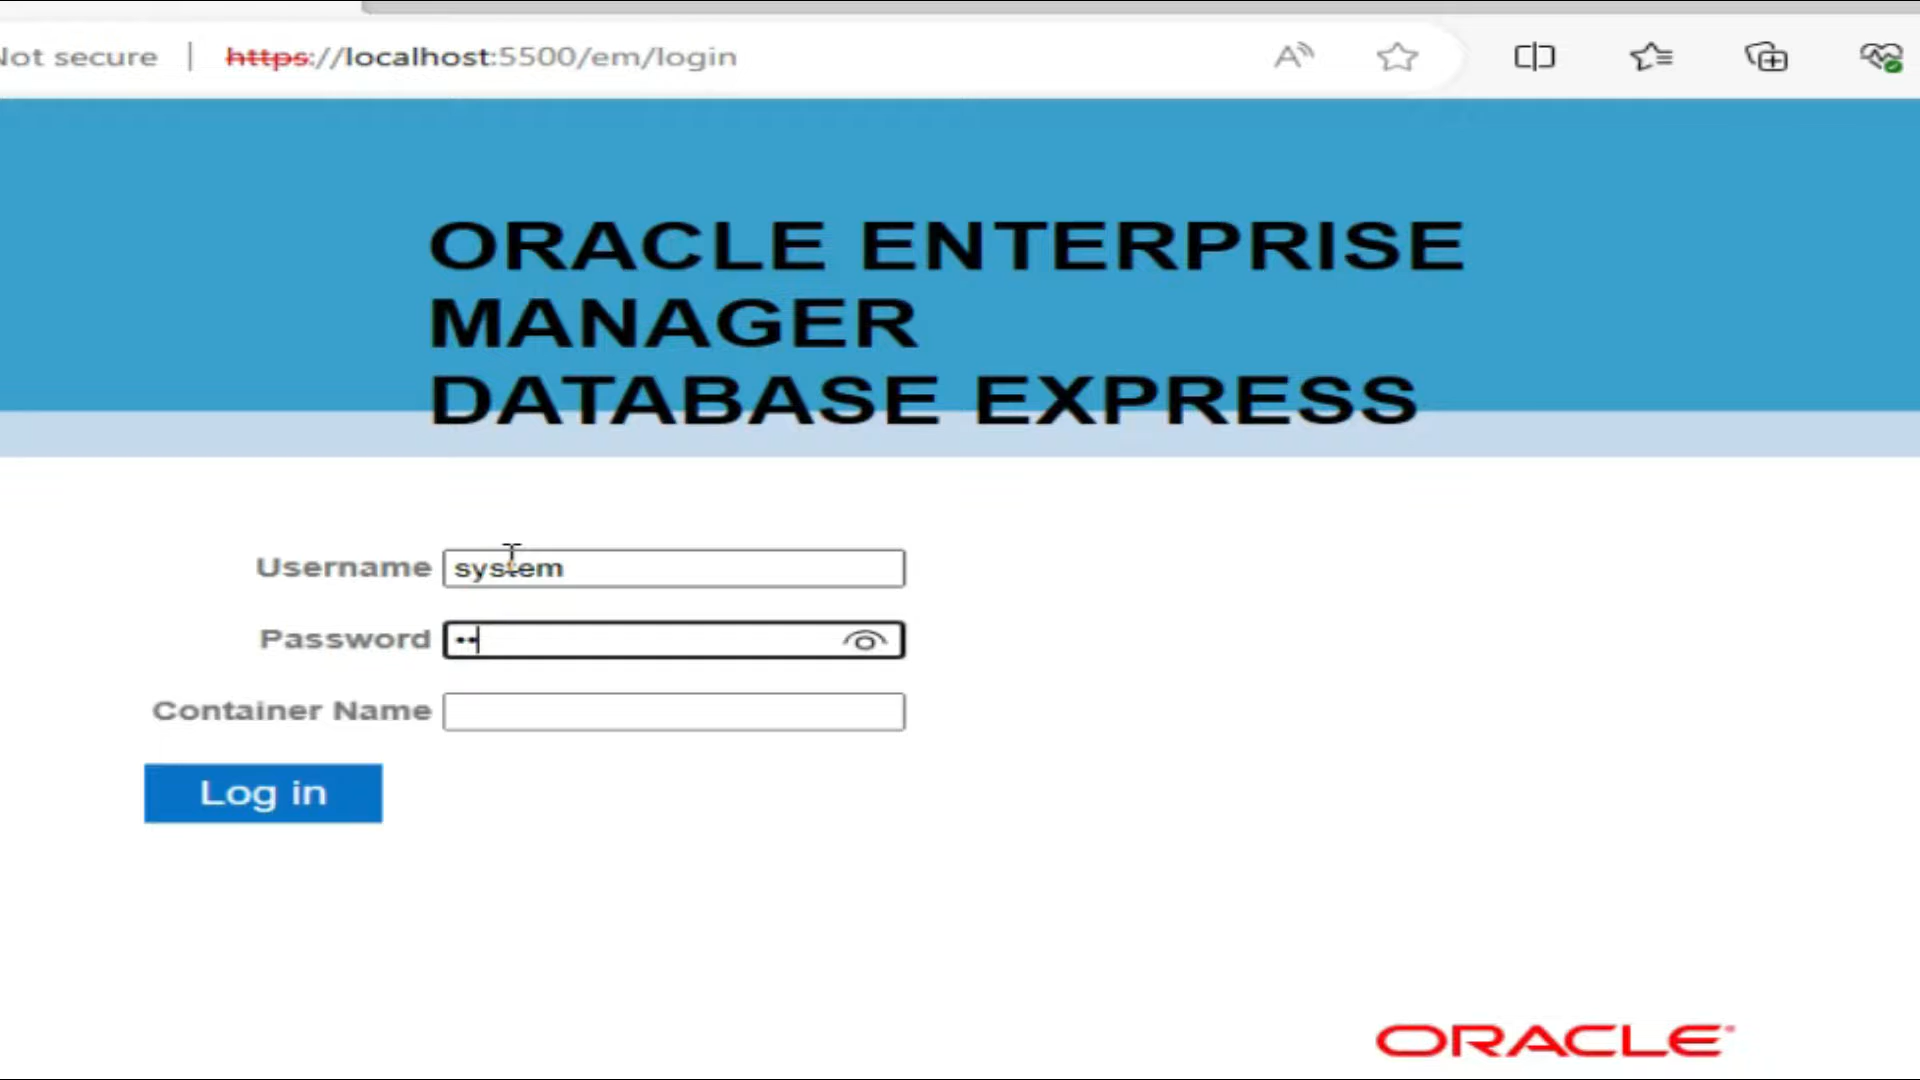 Not secure | https://localhost:5500/em/login
ORACLE ENTERPRISE
MANAGER
DATABASE EXPRESS
Username system
Password ••
Container Name
Log in
ORACLE